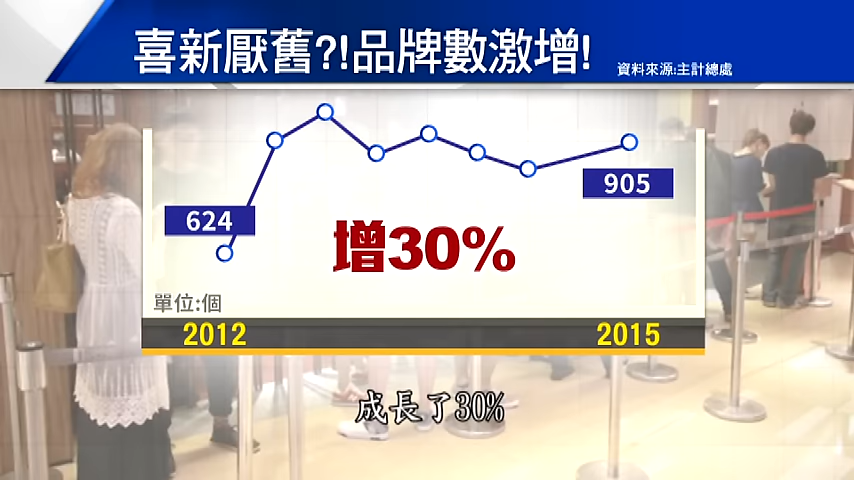 喜新厭舊?!品牌數激增!
資料來源:主計總處
624
905
增30%
單位:個
2012
2015
成長了30%